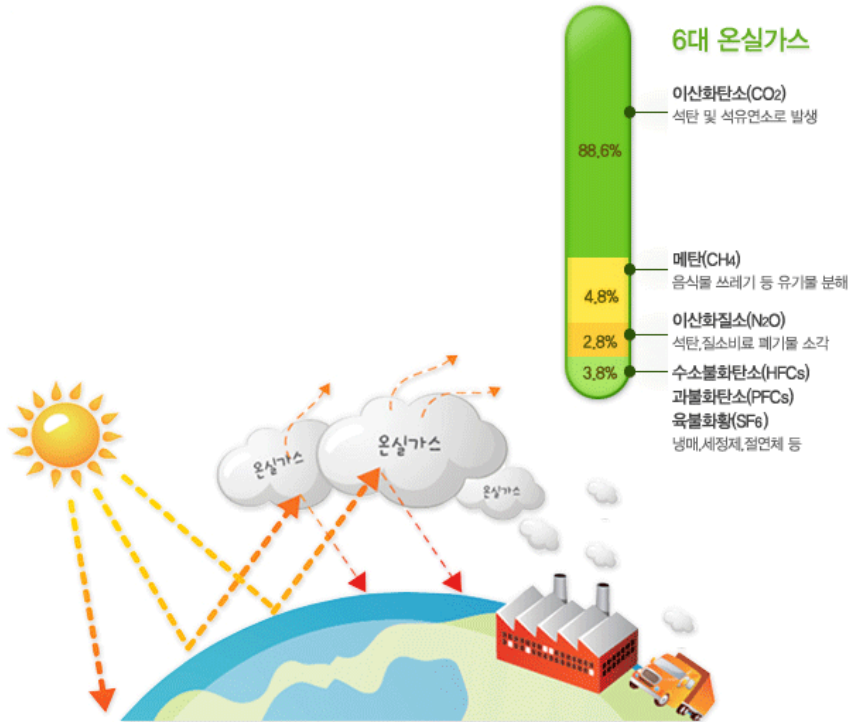 6대 온실가스
이산화탄소(CO2)
석탄 및 석유연소로 발생
88.6%
메탄(CH4)
음식물 쓰레기 등 유기물 분해
4.8%
이산화질소(N2O)
석탄,질소비료 폐기물 소각
2.8%
수소불화탄소(HFCs)
3.8%
과불화탄소(PFCs)
육불화황(SF6)
냉매,세정제,절연체 등
온실가스
온실가스
온실가스